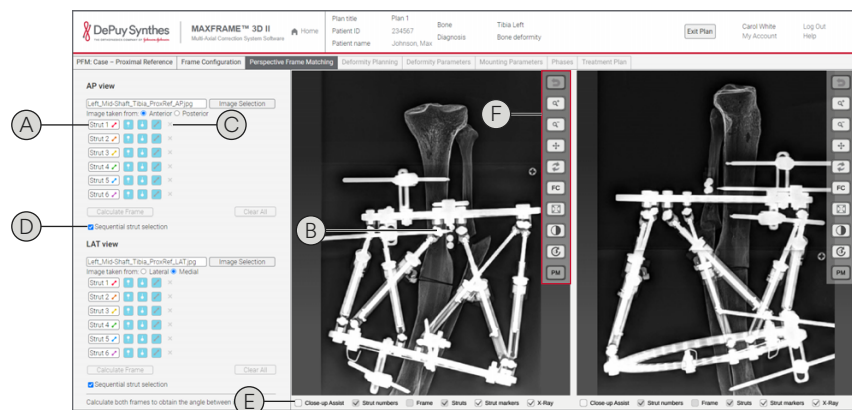 DePuy Synthes
THE ORTHOPAEDICS COMPANY OF Johnson & Johnson
MAXFRAME™ 3D II
Multi-Axial Correction System Software
Home
Plan title Plan 1
Patient ID 234567
Patient name Johnson, Max
Bone Tibia Left
Diagnosis Bone deformity
Exit Plan
Carol White Log Out
My Account Help
PFM: Case – Proximal Reference Frame Configuration Perspective Frame Matching Deformity Planning Deformity Parameters Mounting Parameters Phases Treatment Plan
AP view
Left_Mid-Shaft_Tibia_ProxRef_AP.jpg Image Selection
Image taken from: Anterior Posterior
A Strut 1 C
Strut 2
Strut 3
Strut 4
Strut 5
Strut 6
Calculate Frame Clear All
D Sequential strut selection
LAT view
Left_Mid-Shaft_Tibia_ProxRef_LAT.jpg Image Selection
Image taken from: Lateral Medial
Strut 1
Strut 2
Strut 3
Strut 4
Strut 5
Strut 6
Calculate Frame Clear All
Sequential strut selection
Calculate both frames to obtain the angle between
E
F
B
FC
PM
FC
PM
Close-up Assist Strut numbers Frame Struts Strut markers X-Ray
Close-up Assist Strut numbers Frame Struts Strut markers X-Ray